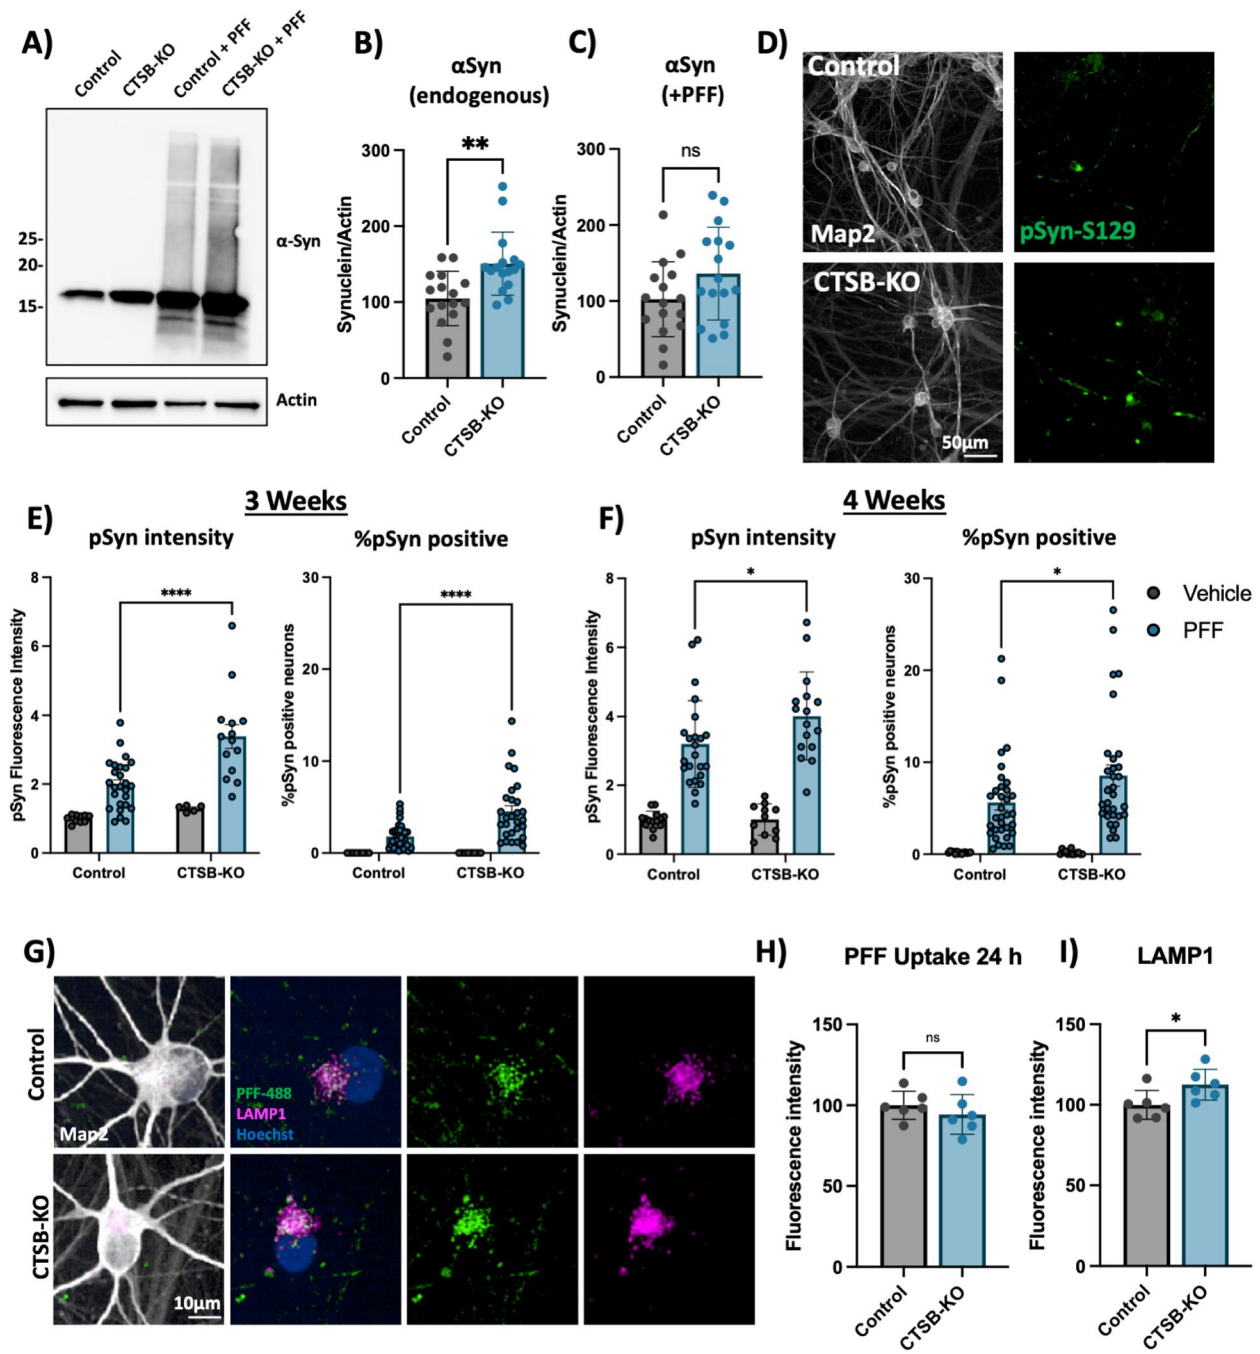 A)
Control
CTSB-KO
Control + PFF
CTSB-KO + PFF
25-
20-
15-
α-Syn
Actin
B)
αSyn
(endogenous)
Synuclein/Actin
300
200
100
0
**
Control
CTSB-KO
C)
αSyn
(+PFF)
Synuclein/Actin
300
200
100
0
ns
Control
CTSB-KO
D)
Control
Map2
pSyn-S129
CTSB-KO
50μm
3 Weeks
E)
pSyn intensity
pSyn Fluorescence Intensity
8
6
4
2
0
****
Control
CTSB-KO
%pSyn positive
%pSyn positive neurons
30
20
10
0
****
Control
CTSB-KO
4 Weeks
F)
pSyn intensity
pSyn Fluorescence Intensity
8
6
4
2
0
*
Control
CTSB-KO
%pSyn positive
%pSyn positive neurons
30
20
10
0
*
Control
CTSB-KO
Vehicle
PFF
G)
Control
Map2
PFF-488
LAMP1
Hoechst
CTSB-KO
10μm
H)
PFF Uptake 24 h
Fluorescence intensity
150
100
50
0
ns
Control
CTSB-KO
I)
LAMP1
Fluorescence intensity
150
100
50
0
*
Control
CTSB-KO